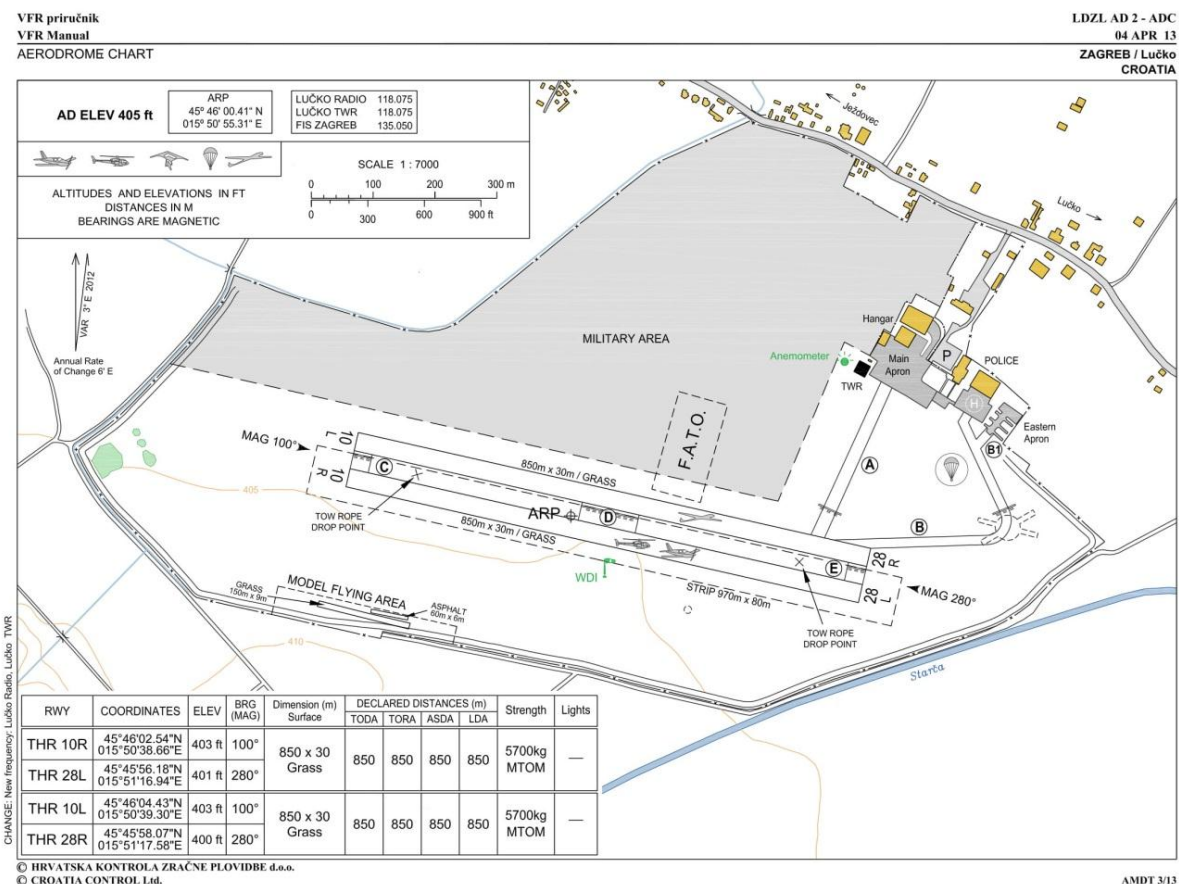 VFR priručnik
VFR Manual
AERODROME CHART
LDZL AD 2 - ADC
04 APR 13
ZAGREB / Lučko
CROATIA
AD ELEV 405 ft
ARP
45º 46' 00.41" N
015º 50' 55.31" E
LUČKO RADIO 118.075
LUČKO TWR 118.075
FIS ZAGREB 135.050
ALTITUDES AND ELEVATIONS IN FT
DISTANCES IN M
BEARINGS ARE MAGNETIC
SCALE 1 : 7000
0 100 200 300 m
0 300 600 900 ft
VAR 3° E 2012
Annual Rate
of Change 6' E
Ježdovec
Lučko
MILITARY AREA
Hangar
Main
Apron
P
POLICE
H
Anemometer
TWR
Eastern
Apron
B1
A
B
F.A.T.O.
MAG 100°
10
L
10
R
C
850m x 30m / GRASS
405
TOW ROPE
DROP POINT
ARP
D
850m x 30m / GRASS
WDI
E
28
R
28
L
MAG 280°
STRIP 970m x 80m
TOW ROPE
DROP POINT
GRASS
150m x 9m
MODEL FLYING AREA
ASPHALT
60m x 6m
410
Starča
RWY COORDINATES ELEV BRG (MAG) Dimension (m) Surface DECLARED DISTANCES (m) Strength Lights
TODA TORA ASDA LDA
THR 10R 45°46'02.54"N 015°50'38.66"E 403 ft 100° 850 x 30 Grass 850 850 850 850 5700kg MTOM —
THR 28L 45°45'56.18"N 015°51'16.94"E 401 ft 280°
THR 10L 45°46'04.43"N 015°50'39.30"E 403 ft 100° 850 x 30 Grass 850 850 850 850 5700kg MTOM —
THR 28R 45°45'58.07"N 015°51'17.58"E 400 ft 280°
CHANGE: New frequency: Lučko Radio, Lučko TWR
© HRVATSKA KONTROLA ZRAČNE PLOVIDBE d.o.o.
© CROATIA CONTROL Ltd.
AMDT 3/13